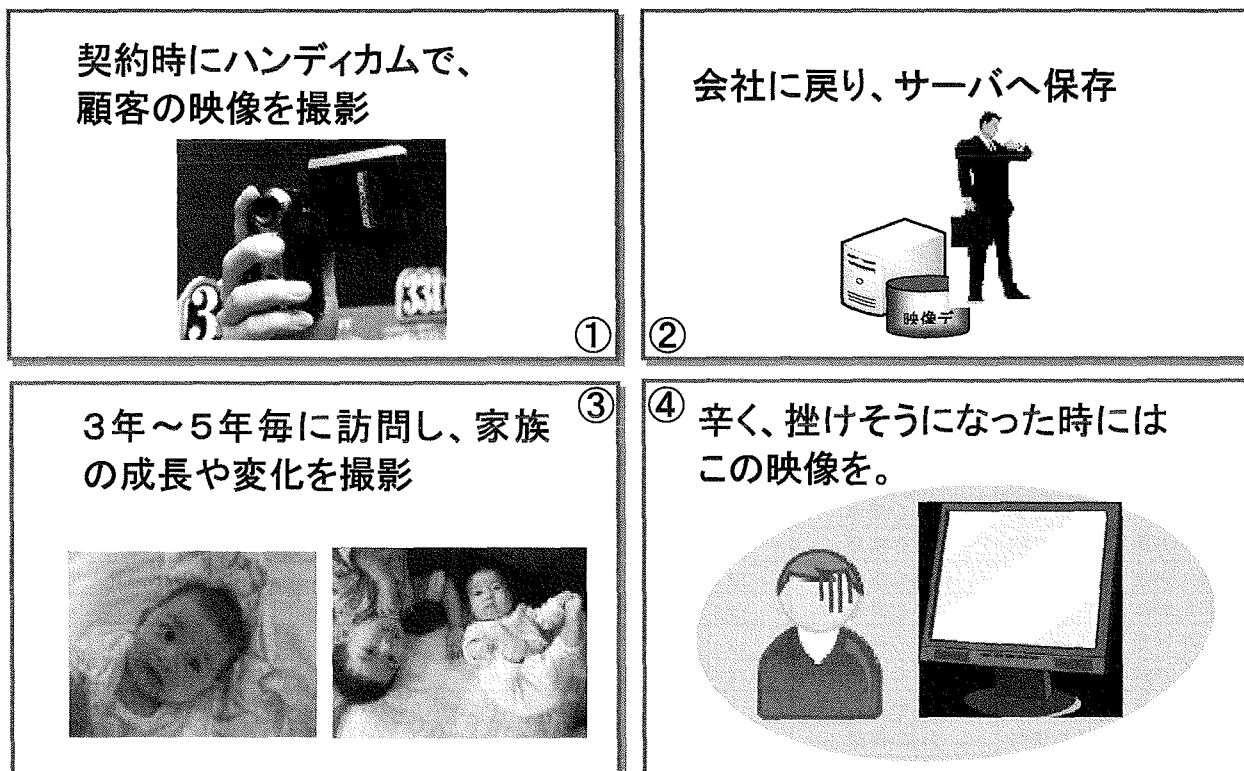 契約時にハンディカムで、
顧客の映像を撮影
①
会社に戻り、サーバへ保存
映像デ
②
3年～5年毎に訪問し、家族
の成長や変化を撮影
③
④
辛く、挫けそうになった時には
この映像を。